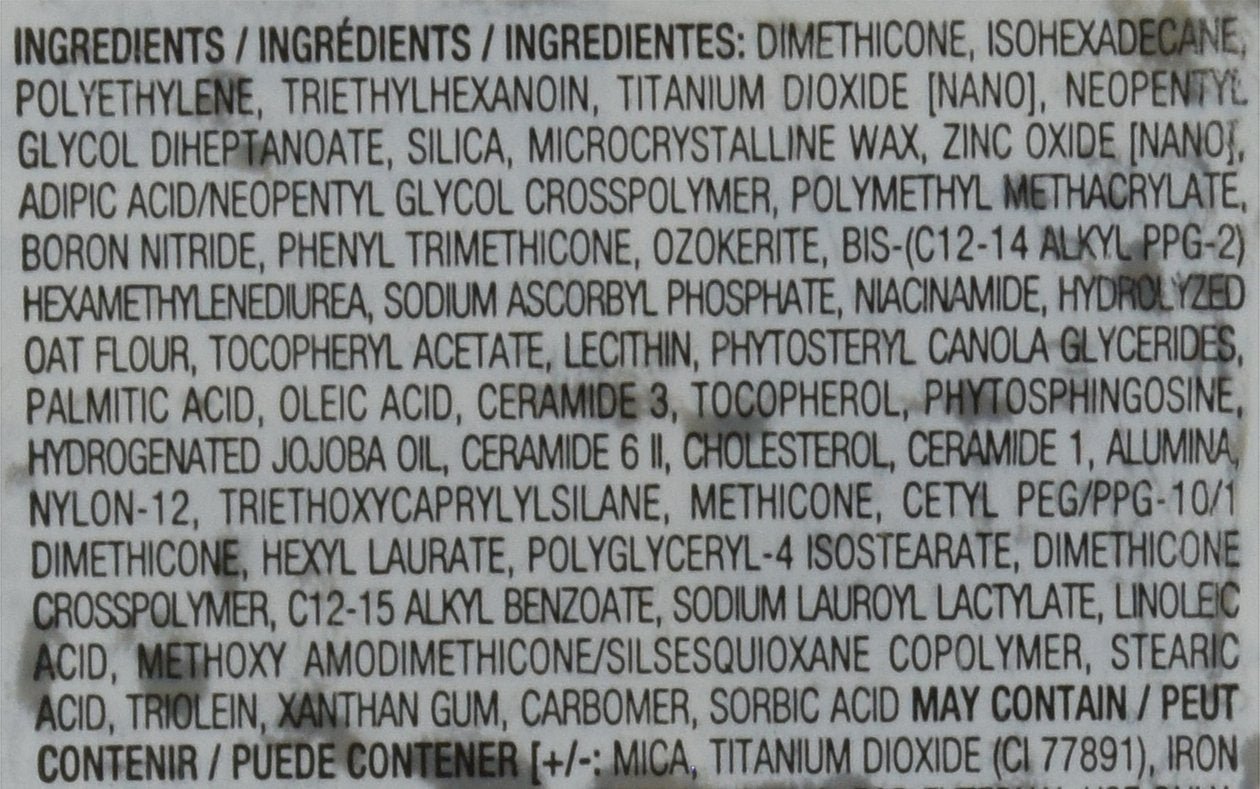 INGREDIENTS / INGRÉDIENTS / INGREDIENTES: DIMETHICONE, ISOHEXADECANE,
POLYETHYLENE, TRIETHYLHEXANOIN, TITANIUM DIOXIDE [NANO], NEOPENTYL
GLYCOL DIHEPTANOATE, SILICA, MICROCRYSTALLINE WAX, ZINC OXIDE [NANO],
ADIPIC ACID/NEOPENTYL GLYCOL CROSSPOLYMER, POLYMETHYL METHACRYLATE,
BORON NITRIDE, PHENYL TRIMETHICONE, OZOKERITE, BIS-(C12-14 ALKYL PPG-2)
HEXAMETHYLENEDIUREA, SODIUM ASCORBYL PHOSPHATE, NIACINAMIDE, HYDROLYZED
OAT FLOUR, TOCOPHERYL ACETATE, LECITHIN, PHYTOSTERYL CANOLA GLYCERIDES,
PALMITIC ACID, OLEIC ACID, CERAMIDE 3, TOCOPHEROL, PHYTOSPHINGOSINE,
HYDROGENATED JOJOBA OIL, CERAMIDE 6 II, CHOLESTEROL, CERAMIDE 1, ALUMINA,
NYLON-12, TRIETHOXYCAPRYLYLSILANE, METHICONE, CETYL PEG/PPG-10/1
DIMETHICONE, HEXYL LAURATE, POLYGLYCERYL-4 ISOSTEARATE, DIMETHICONE
CROSSPOLYMER, C12-15 ALKYL BENZOATE, SODIUM LAUROYL LACTYLATE, LINOLEIC
ACID, METHOXY AMODIMETHICONE/SILSESQUIOXANE COPOLYMER, STEARIC
ACID, TRIOLEIN, XANTHAN GUM, CARBOMER, SORBIC ACID MAY CONTAIN / PEUT
CONTENIR / PUEDE CONTENER [+/-: MICA, TITANIUM DIOXIDE (CI 77891), IRON